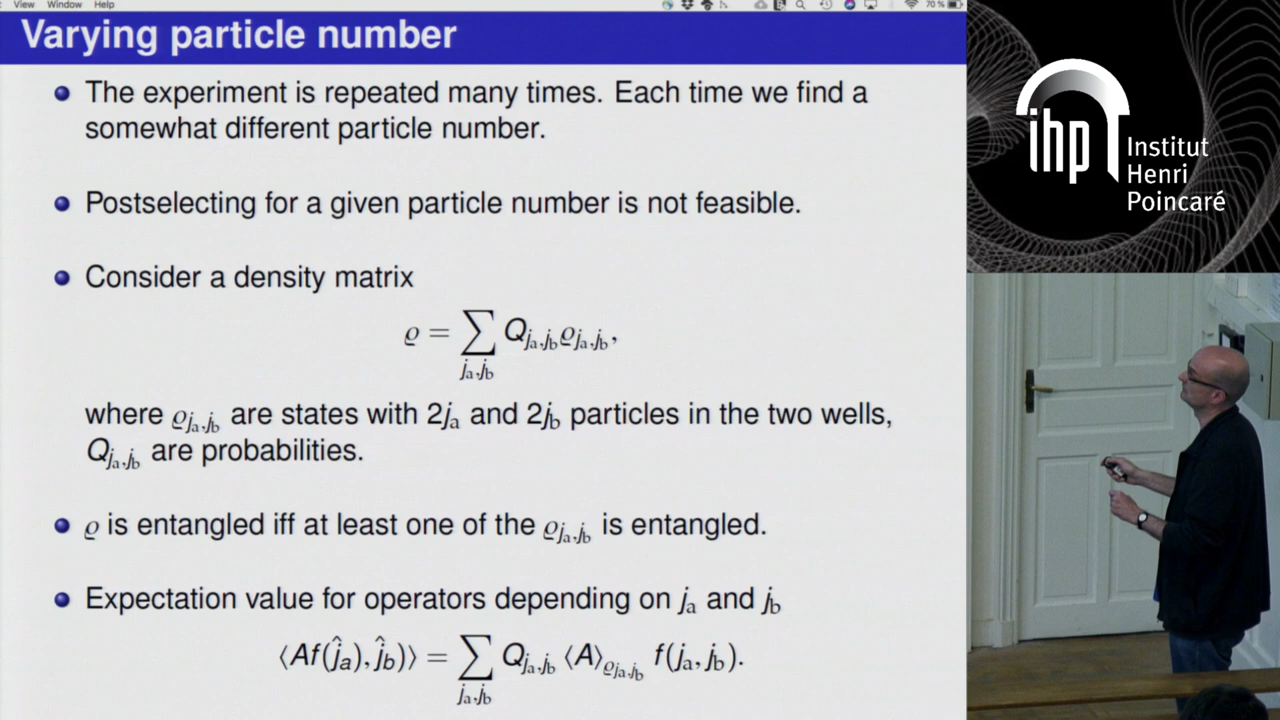 View Window Help 70 %
Varying particle number
The experiment is repeated many times. Each time we find a
somewhat different particle number.
Postselecting for a given particle number is not feasible.
Consider a density matrix
ϱ = ∑_{j_a,j_b} Q_{j_a,j_b} ϱ_{j_a,j_b},
where ϱ_{j_a,j_b} are states with 2j_a and 2j_b particles in the two wells,
Q_{j_a,j_b} are probabilities.
ϱ is entangled iff at least one of the ϱ_{j_a,j_b} is entangled.
Expectation value for operators depending on j_a and j_b
⟨Af(ĵ_a), ĵ_b)⟩ = ∑_{j_a,j_b} Q_{j_a,j_b} ⟨A⟩_{ϱ_{j_a,j_b}} f(j_a, j_b).
ihp
Institut
Henri
Poincaré